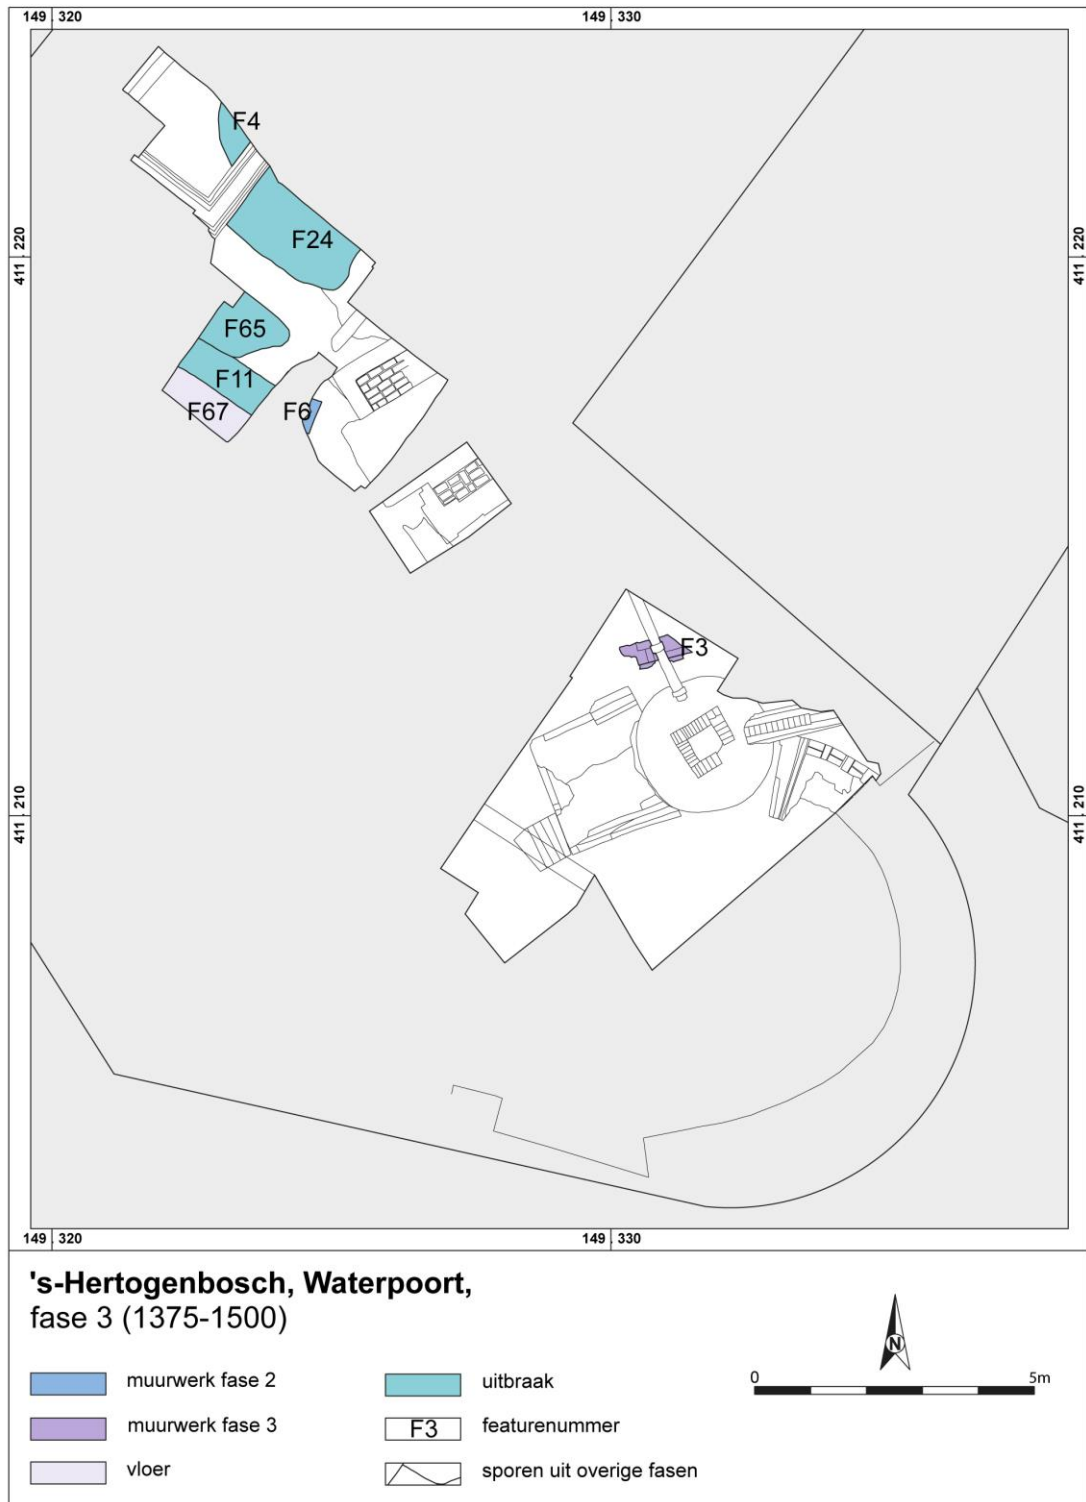 149 320
149 330
F4
411 220
F24
411 220
F65
F11
F67
F6
F3
411 210
411 210
149 320
149 330
's-Hertogenbosch, Waterpoort,
fase 3 (1375-1500)
N
0
5m
muurwerk fase 2
uitbraak
muurwerk fase 3
F3
featurenummer
vloer
sporen uit overige fasen